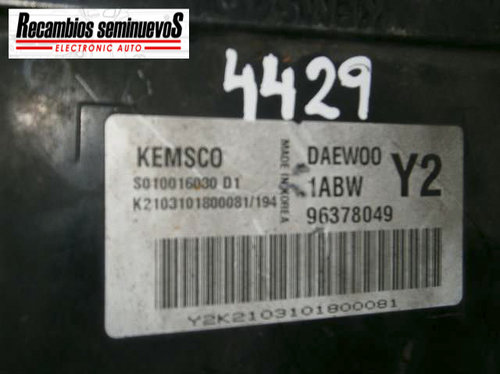 Recambios seminuevos
ELECTRONIC AUTO
4429
KEMSCO
S010016030 D1
K2103101800081/194
MADE IN KOREA
DAEWOO
1ABW
96378049
Y2
Y2K2103101800081